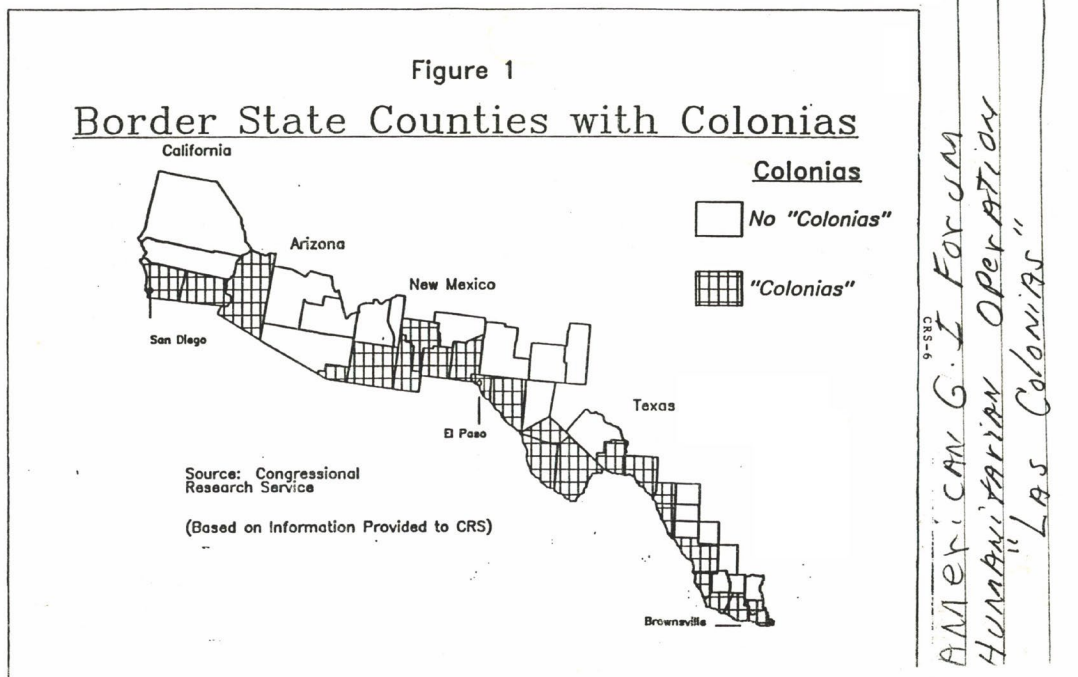 Figure 1
Border State Counties with Colonias
California
Colonias
No "Colonias"
Arizona
New Mexico
"Colonias"
San Diego
Texas
El Paso
Source: Congressional
Research Service
(Based on Information Provided to CRS)
Brownsville
CRS-6
AMERICAN G. I FORUM
HUMANITARIAN OPERATION
"LAS COLONIAS"